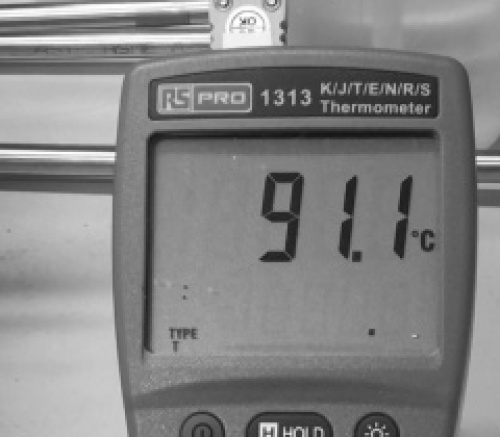 RS PRO 1313 K/J/T/E/N/R/S
Thermometer
91.1 °C
TYPE
T
H HOLD